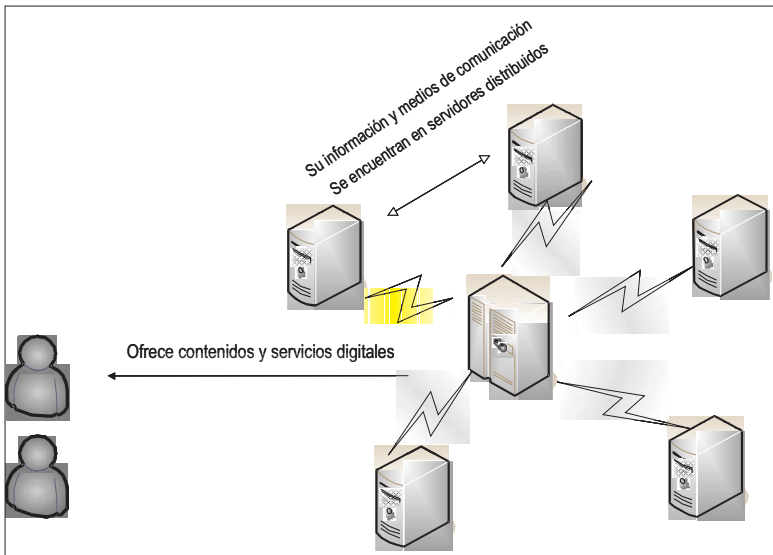 Su información y medios de comunicación
Se encuentran en servidores distribuidos
Ofrece contenidos y servicios digitales